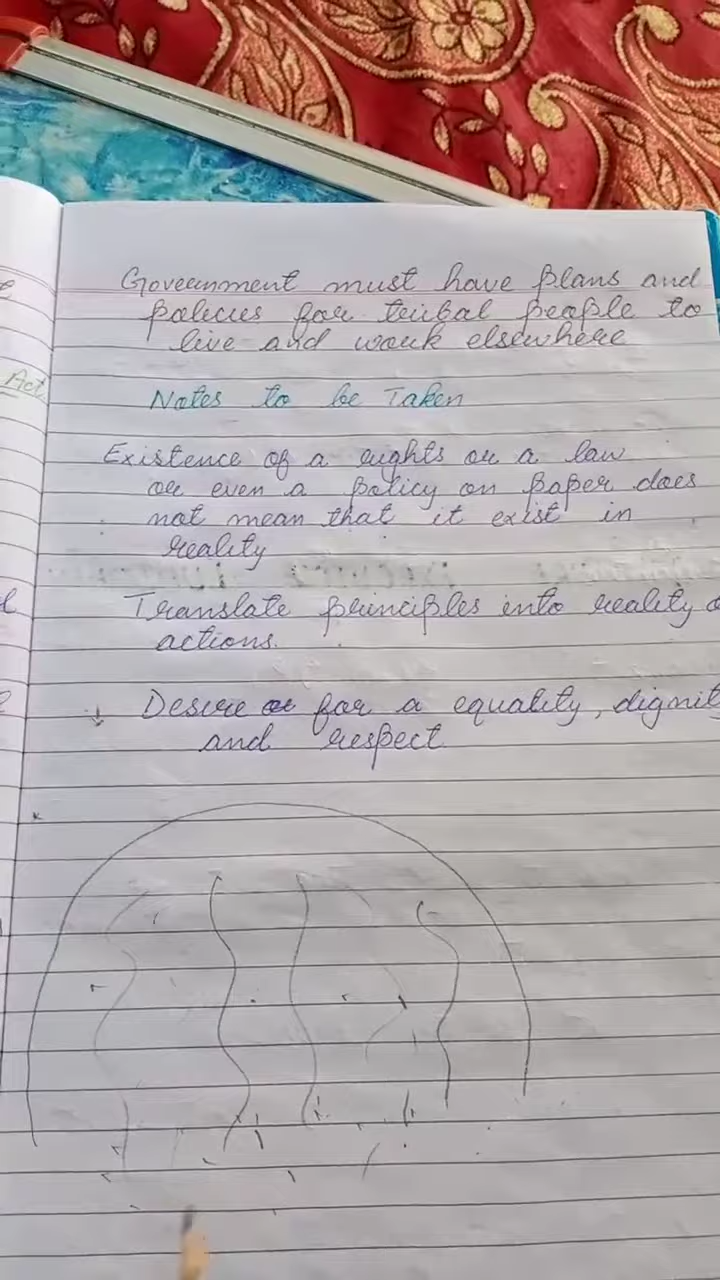 Government must have plans and
policies for tribal people to
live and work elsewhere
Act
Notes to be Taken
Existence of a rights or a law
or even a policy on paper does
not mean that it exist in
reality
Translate principles into reality
actions.
Desire for a equality, dignit
and respect